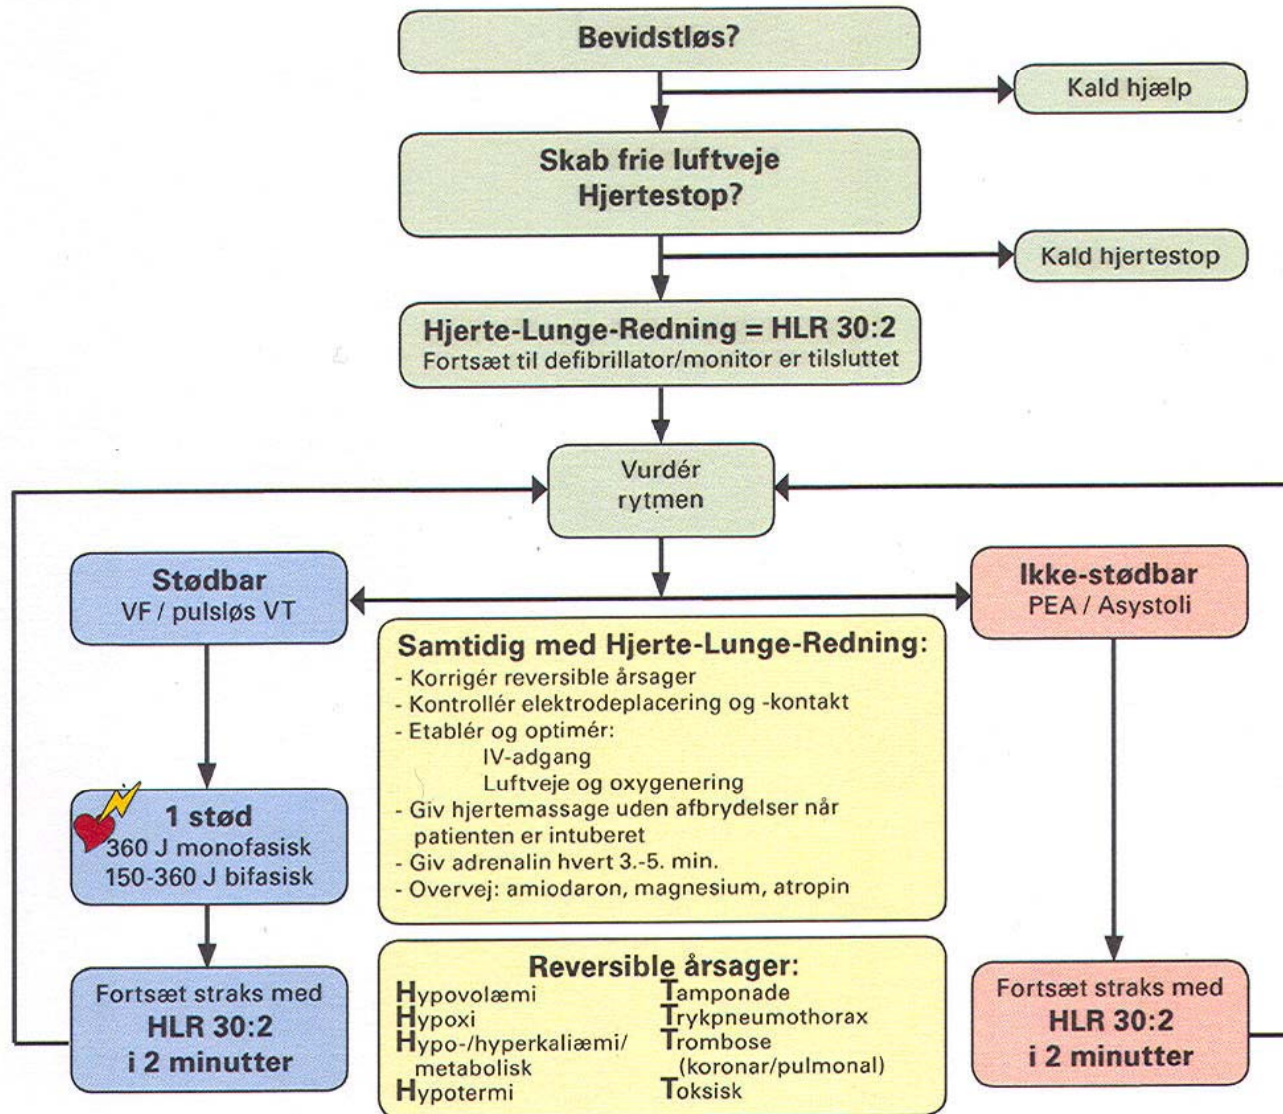 Bevidstløs?
Kald hjælp
Skab frie luftveje
Hjertestop?
Kald hjertestop
Hjerte-Lunge-Redning = HLR 30:2
Fortsæt til defibrillator/monitor er tilsluttet
Vurdér
rytmen
Stødbar
VF / pulsløs VT
Ikke-stødbar
PEA / Asystoli
Samtidig med Hjerte-Lunge-Redning:
- Korrigér reversible årsager
- Kontrollér elektrodeplacering og -kontakt
- Etablér og optimér:
IV-adgang
Luftveje og oxygenering
- Giv hjertemassage uden afbrydelser når
patienten er intuberet
- Giv adrenalin hvert 3.-5. min.
- Overvej: amiodaron, magnesium, atropin
1 stød
360 J monofasisk
150-360 J bifasisk
Fortsæt straks med
HLR 30:2
i 2 minutter
Reversible årsager:
Hypovolæmi
Hypoxi
Hypo-/hyperkaliæmi/
metabolisk
Hypotermi
Tamponade
Trykpneumothorax
Trombose
(koronar/pulmonal)
Toksisk
Fortsæt straks med
HLR 30:2
i 2 minutter